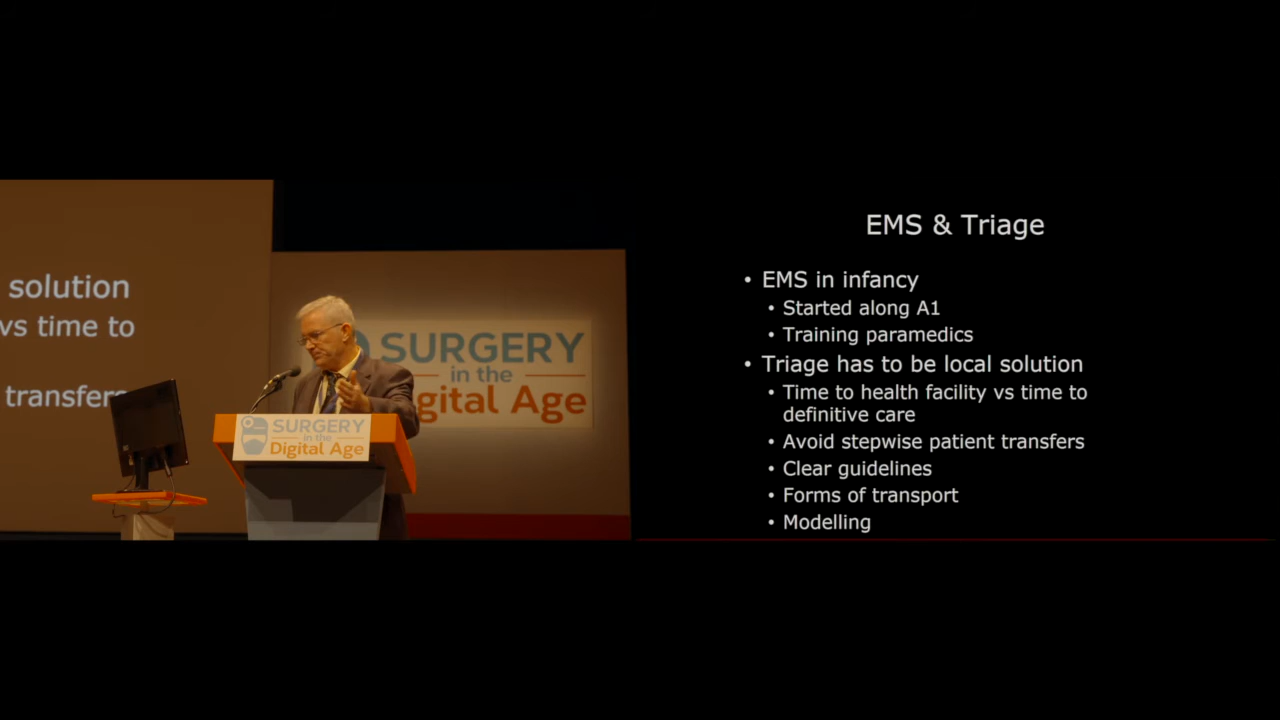 solution
vs time to
transfers
SURGERY
in the
gital Age
SURGERY
in the
Digital Age
EMS & Triage
• EMS in infancy
• Started along A1
• Training paramedics
• Triage has to be local solution
• Time to health facility vs time to
definitive care
• Avoid stepwise patient transfers
• Clear guidelines
• Forms of transport
• Modelling